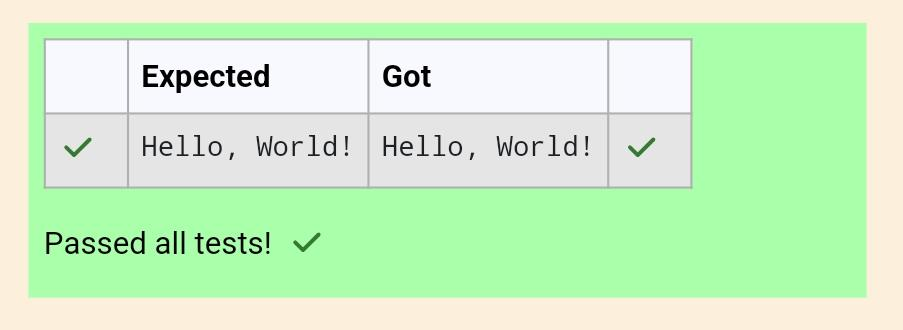 Expected Got
Hello, World! Hello, World!
Passed all tests!